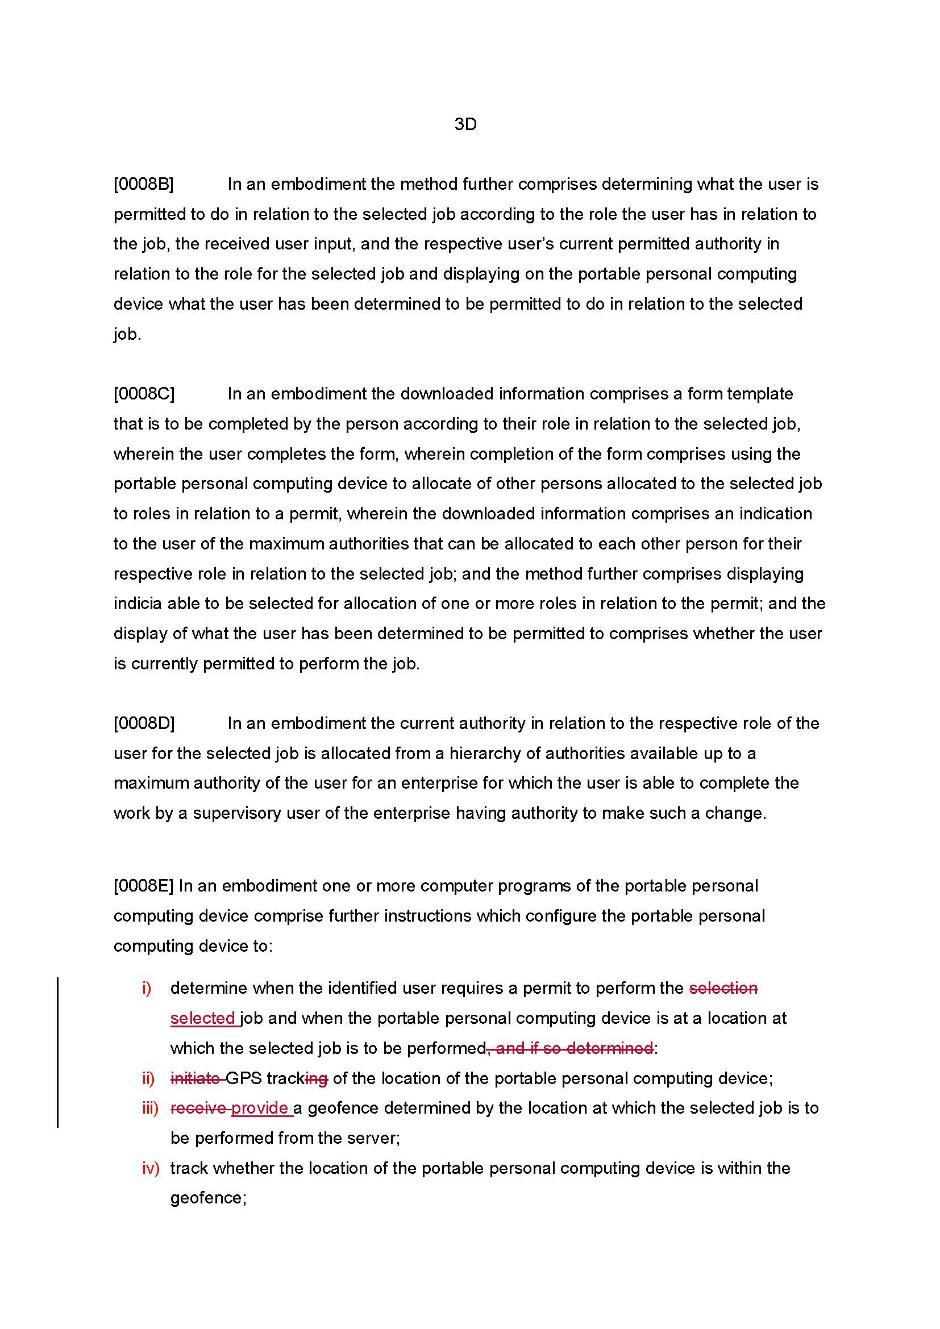 3D
[0008B] In an embodiment the method further comprises determining what the user is
permitted to do in relation to the selected job according to the role the user has in relation to
the job, the received user input, and the respective user's current permitted authority in
relation to the role for the selected job and displaying on the portable personal computing
device what the user has been determined to be permitted to do in relation to the selected
job.
[0008C] In an embodiment the downloaded information comprises a form template
that is to be completed by the person according to their role in relation to the selected job,
wherein the user completes the form, wherein completion of the form comprises using the
portable personal computing device to allocate of other persons allocated to the selected job
to roles in relation to a permit, wherein the downloaded information comprises an indication
to the user of the maximum authorities that can be allocated to each other person for their
respective role in relation to the selected job; and the method further comprises displaying
indicia able to be selected for allocation of one or more roles in relation to the permit; and the
display of what the user has been determined to be permitted to comprises whether the user
is currently permitted to perform the job.
[0008D] In an embodiment the current authority in relation to the respective role of the
user for the selected job is allocated from a hierarchy of authorities available up to a
maximum authority of the user for an enterprise for which the user is able to complete the
work by a supervisory user of the enterprise having authority to make such a change.
[0008E] In an embodiment one or more computer programs of the portable personal
computing device comprise further instructions which configure the portable personal
computing device to:
i) determine when the identified user requires a permit to perform the selection
selected job and when the portable personal computing device is at a location at
which the selected job is to be performed, and if so determined:
ii) initiate GPS tracking of the location of the portable personal computing device;
iii) receive provide a geofence determined by the location at which the selected job is to
be performed from the server;
iv) track whether the location of the portable personal computing device is within the
geofence;